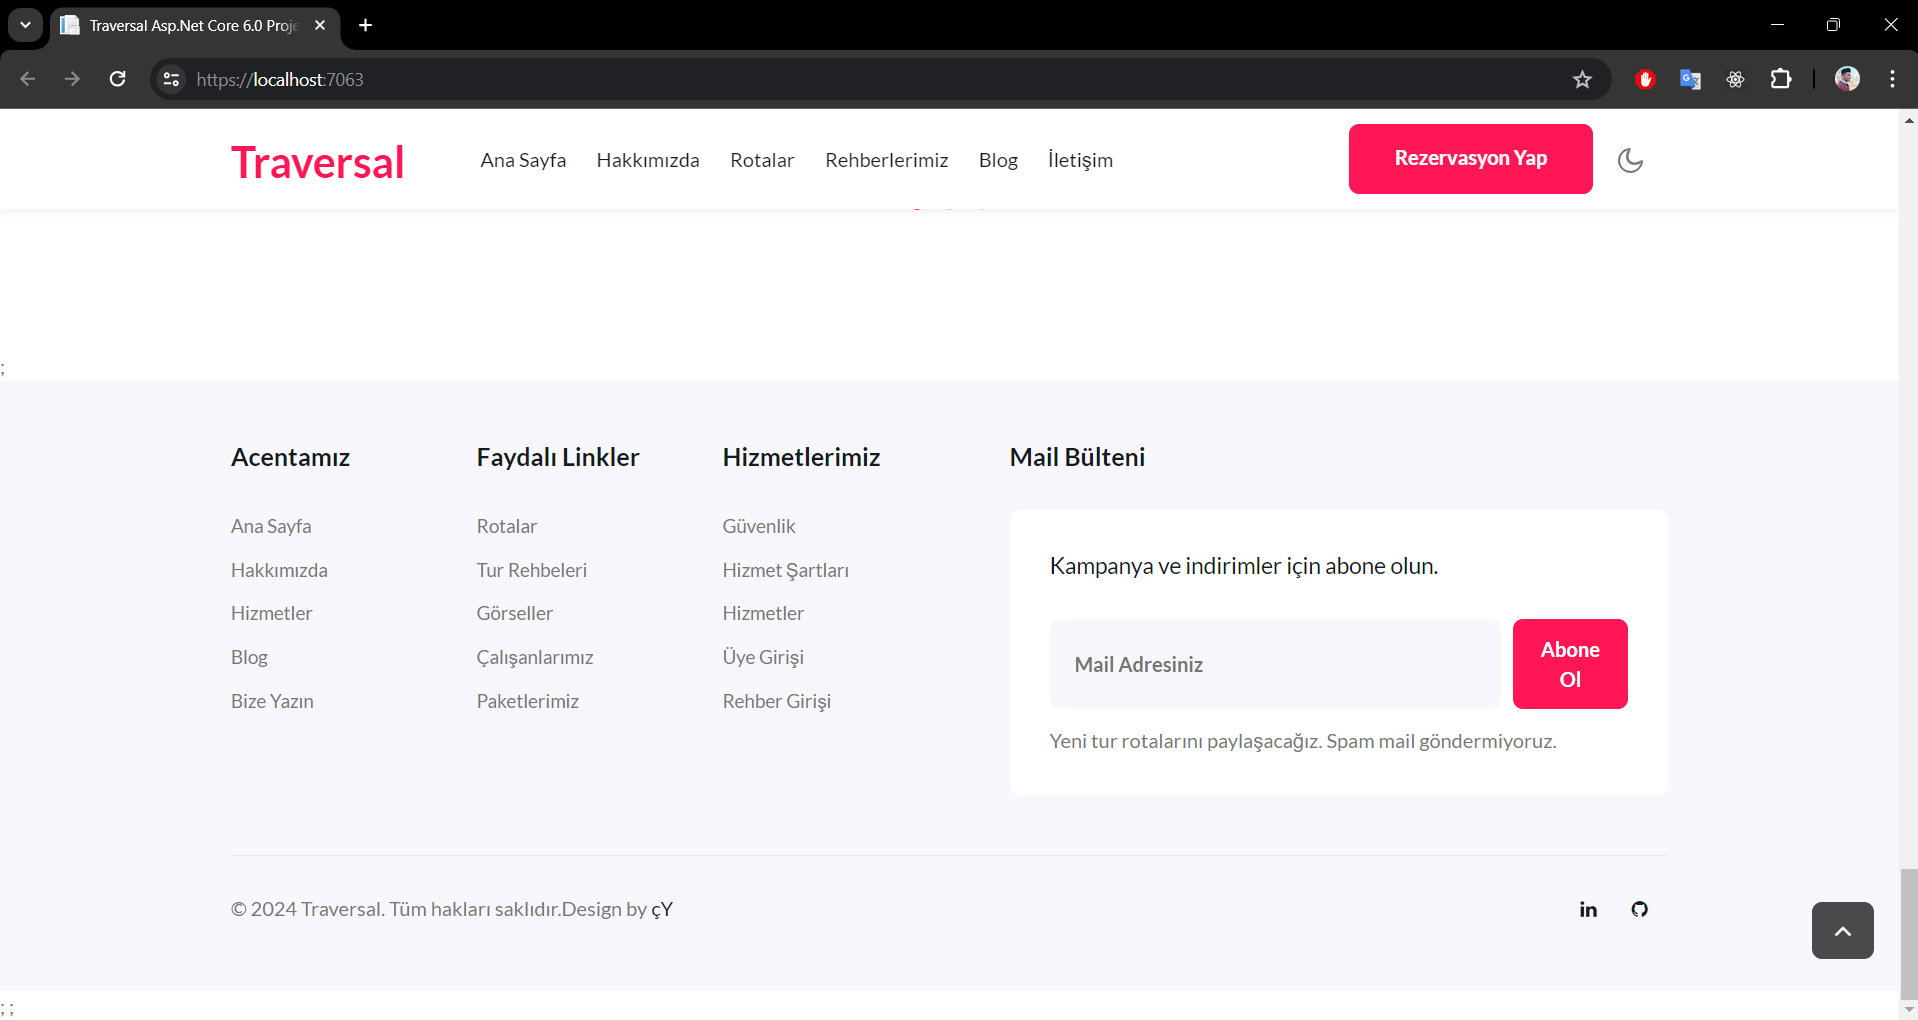 Traversal Asp.Net Core 6.0 Proje
https://localhost:7063
Traversal
Ana Sayfa Hakkımızda Rotalar Rehberlerimiz Blog İletişim
Rezervasyon Yap
;
Acentamız
Ana Sayfa
Hakkımızda
Hizmetler
Blog
Bize Yazın
Faydalı Linkler
Rotalar
Tur Rehbeleri
Görseller
Çalışanlarımız
Paketlerimiz
Hizmetlerimiz
Güvenlik
Hizmet Şartları
Hizmetler
Üye Girişi
Rehber Girişi
Mail Bülteni
Kampanya ve indirimler için abone olun.
Mail Adresiniz
Abone
Ol
Yeni tur rotalarını paylaşacağız. Spam mail göndermiyoruz.
© 2024 Traversal. Tüm hakları saklıdır.Design by çY
; ;